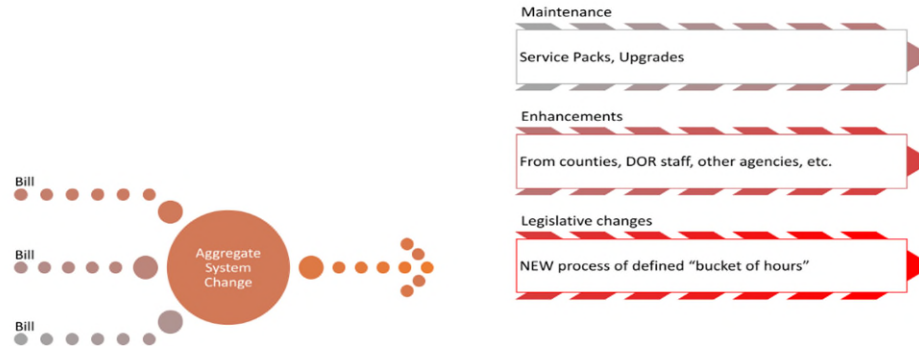 Bill
Bill
Bill
Aggregate
System
Change
Maintenance
Service Packs, Upgrades
Enhancements
From counties, DOR staff, other agencies, etc.
Legislative changes
NEW process of defined “bucket of hours”